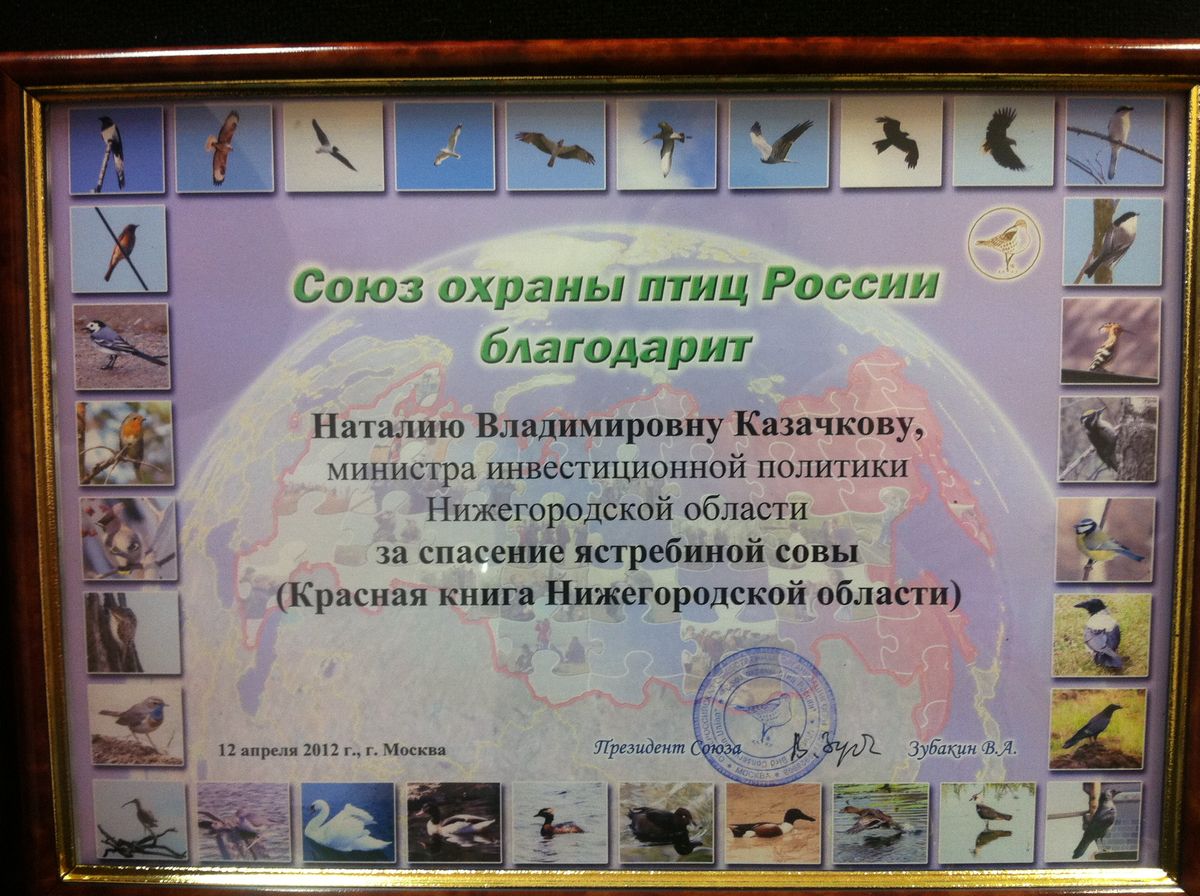 Союз охраны птиц России
благодарит
Наталию Владимировну Казачкову,
министра инвестиционной политики
Нижегородской области
за спасение ястребиной совы
(Красная книга Нижегородской области)
12 апреля 2012 г., г. Москва
Президент Союза
Зубакин В.А.
МОСКВА